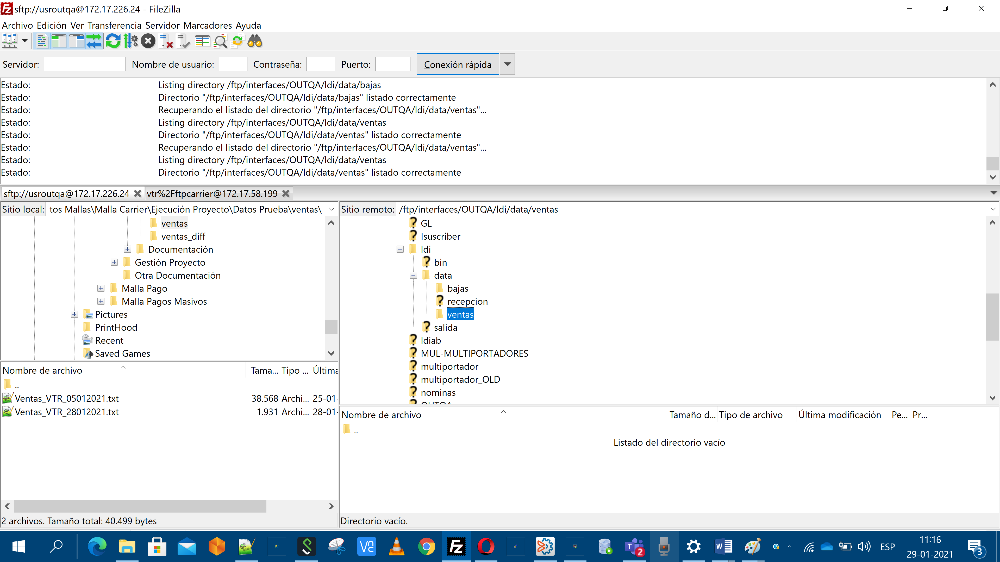 sftp://usroutqa@172.17.226.24 - FileZilla
Archivo Edición Ver Transferencia Servidor Marcadores Ayuda
Servidor: Nombre de usuario: Contraseña: Puerto: Conexión rápida
Estado: Listing directory /ftp/interfaces/OUTQA/ldi/data/bajas
Estado: Directorio "/ftp/interfaces/OUTQA/ldi/data/bajas" listado correctamente
Estado: Recuperando el listado del directorio "/ftp/interfaces/OUTQA/ldi/data/ventas"...
Estado: Listing directory /ftp/interfaces/OUTQA/ldi/data/ventas
Estado: Directorio "/ftp/interfaces/OUTQA/ldi/data/ventas" listado correctamente
Estado: Recuperando el listado del directorio "/ftp/interfaces/OUTQA/ldi/data/ventas"...
Estado: Listing directory /ftp/interfaces/OUTQA/ldi/data/ventas
Estado: Directorio "/ftp/interfaces/OUTQA/ldi/data/ventas" listado correctamente
sftp://usroutqa@172.17.226.24 vtr%2Fftpcarrier@172.17.58.199
Sitio local: tos Mallas\Malla Carrier\Ejecución Proyecto\Datos Prueba\ventas\
ventas
ventas_diff
Documentación
Gestión Proyecto
Otra Documentación
Malla Pago
Malla Pagos Masivos
Pictures
PrintHood
Recent
Saved Games
Nombre de archivo Tama... Tipo ... Última
..
Ventas_VTR_05012021.txt 38.568 Archi... 25-01-
Ventas_VTR_28012021.txt 1.931 Archi... 28-01-
2 archivos. Tamaño total: 40.499 bytes
Sitio remoto: /ftp/interfaces/OUTQA/ldi/data/ventas
GL
Isuscriber
ldi
bin
data
bajas
recepcion
ventas
salida
ldiab
MUL-MULTIPORTADORES
multiportador
multiportador_OLD
nominas
OUTQA
Nombre de archivo Tamaño d... Tipo de archivo Última modificación Pe... Pr...
..
Listado del directorio vacío
Directorio vacío.
ESP
11:16
29-01-2021
2
3